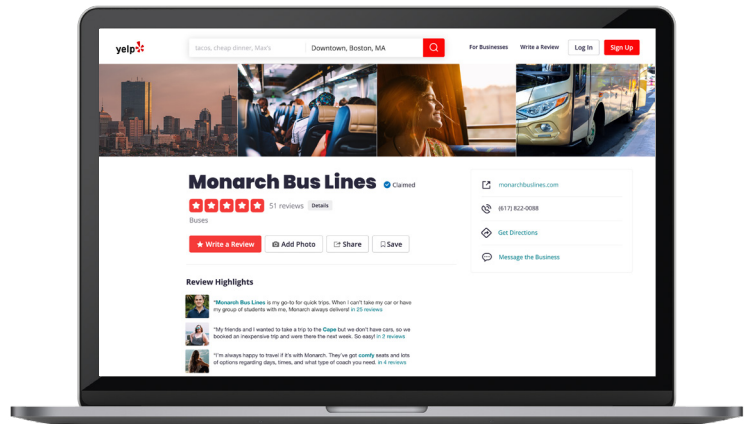 yelp
tacos, cheap dinner, Max's
Downtown, Boston, MA
For Businesses
Write a Review
Log In
Sign Up
Monarch Bus Lines
Claimed
51 reviews
Details
Buses
Write a Review
Add Photo
Share
Save
monarchbuslines.com
(617) 822-0088
Get Directions
Message the Business
Review Highlights
"Monarch Bus Lines is my go-to for quick trips. When I can't take my car or have
my group of students with me, Monarch always delivers! in 25 reviews
"My friends and I wanted to take a trip to the Cape but we don't have cars, so we
booked an inexpensive trip and were there the next week. So easy! in 2 reviews
"I'm always happy to travel if it's with Monarch. They've got comfy seats and lots
of options regarding days, times, and what type of coach you need. in 4 reviews